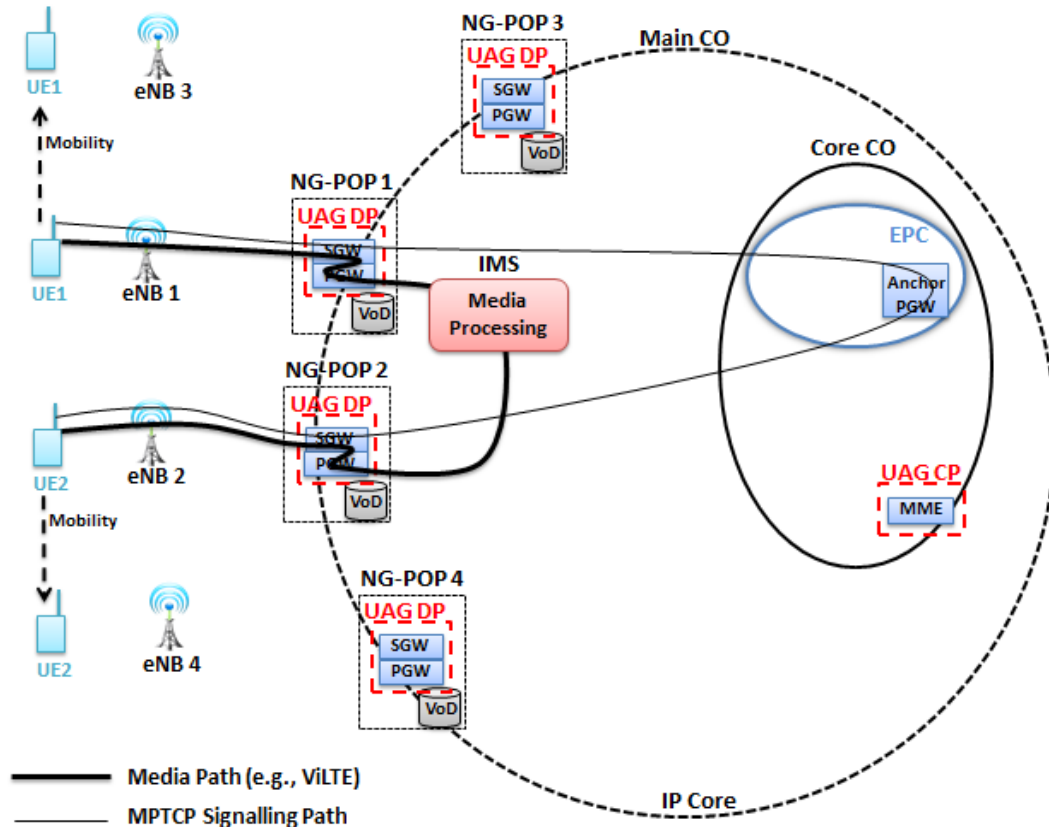 NG-POP 3
UAG DP
SGW
PGW
VoD
Main CO
UE1
eNB 3
Mobility
Core CO
NG-POP 1
UAG DP
SGW
PGW
VoD
EPC
Anchor
PGW
UE1
eNB 1
IMS
Media
Processing
NG-POP 2
UAG DP
SGW
PGW
VoD
UE2
eNB 2
Mobility
UAG CP
MME
NG-POP 4
UAG DP
SGW
PGW
VoD
UE2
eNB 4
Media Path (e.g., ViLTE)
MPTCP Signalling Path
IP Core